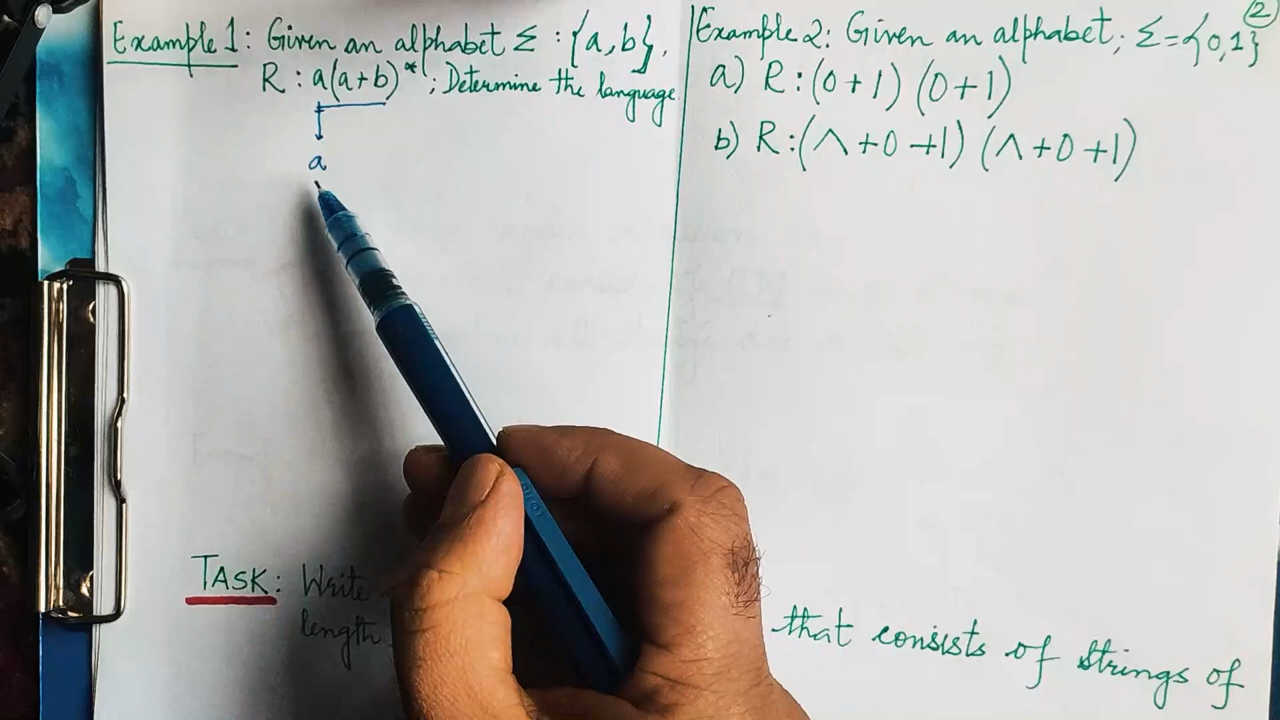 Example 1: Given an alphabet Σ : {a, b},
R : a(a+b)* ; Determine the language
a
②
Example 2: Given an alphabet; Σ={0,1}
a) R : (0+1) (0+1)
b) R : (Λ+0+1) (Λ+0+1)
TASK: Write
that consists of strings of
length